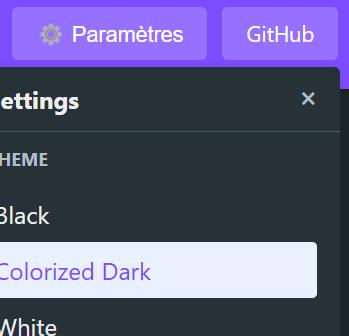 Paramètres GitHub
ettings ×
HEME
Black
Colorized Dark
White